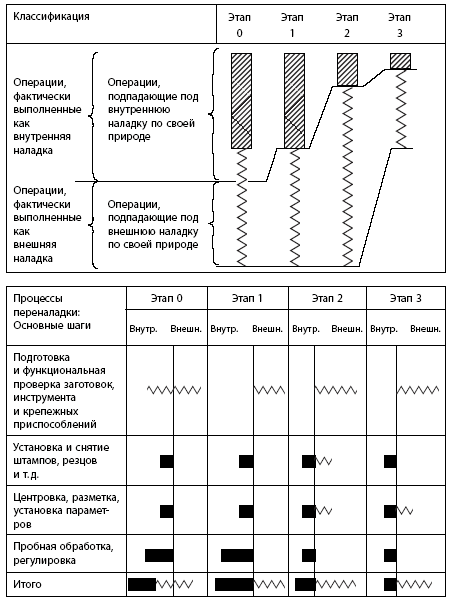 Классификация
Этап
0
Этап
1
Этап
2
Этап
3
Операции,
фактически
выполненные
как
внутренняя
наладка
Операции,
подпадающие под
внутреннюю
наладку по своей
природе
Операции,
фактически
выполненные
как
внешняя
наладка
Операции,
подпадающие под
внешнюю наладку
по своей природе
Процессы
переналадки:
Основные шаги
Этап 0
Этап 1
Этап 2
Этап 3
Внутр. Внешн.
Внутр. Внешн.
Внутр. Внешн.
Внутр. Внешн.
Подготовка
и функциональная
проверка заготовок,
инструмента
и крепежных
приспособлений
Установка и снятие
штампов, резцов
и т.д.
Центровка, разметка,
установка парамет-
ров
Пробная обработка,
регулировка
Итого